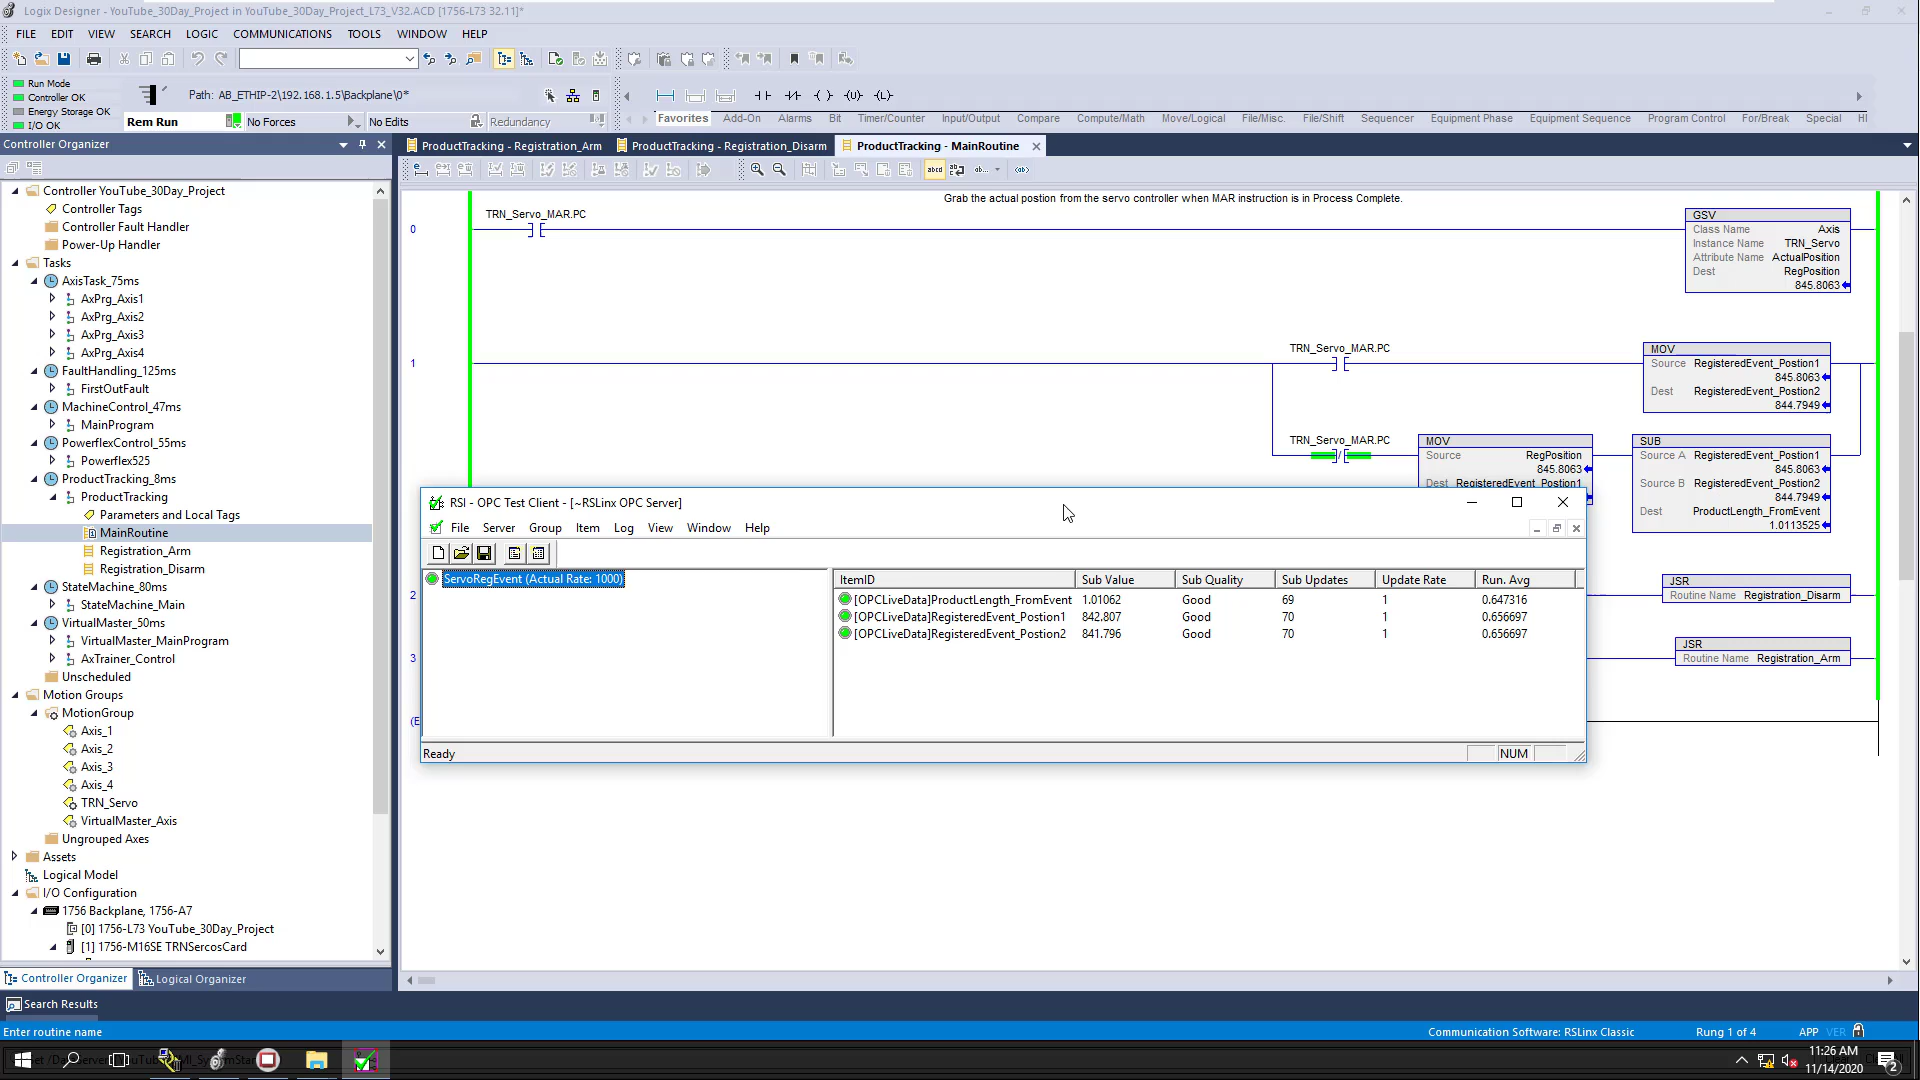 Logix Designer - YouTube_30Day_Project in YouTube_30Day_Project_L73_V32.ACD [1756-L73 32.11]*
FILE EDIT VIEW SEARCH LOGIC COMMUNICATIONS TOOLS WINDOW HELP
Run Mode
Controller OK
Energy Storage OK
I/O OK
Path: AB_ETHIP-2\192.168.1.5\Backplane\0*
Rem Run No Forces No Edits Redundancy
Favorites Add-On Alarms Bit Timer/Counter Input/Output Compare Compute/Math Move/Logical File/Misc. File/Shift Sequencer Equipment Phase Equipment Sequence Program Control For/Break Special HI
Controller Organizer
ProductTracking - Registration_Arm ProductTracking - Registration_Disarm ProductTracking - MainRoutine
Controller YouTube_30Day_Project
Controller Tags
Controller Fault Handler
Power-Up Handler
Tasks
AxisTask_75ms
AxPrg_Axis1
AxPrg_Axis2
AxPrg_Axis3
AxPrg_Axis4
FaultHandling_125ms
FirstOutFault
MachineControl_47ms
MainProgram
PowerflexControl_55ms
Powerflex525
ProductTracking_8ms
ProductTracking
Parameters and Local Tags
MainRoutine
Registration_Arm
Registration_Disarm
StateMachine_80ms
StateMachine_Main
VirtualMaster_50ms
VirtualMaster_MainProgram
AxTrainer_Control
Unscheduled
Motion Groups
MotionGroup
Axis_1
Axis_2
Axis_3
Axis_4
TRN_Servo
VirtualMaster_Axis
Ungrouped Axes
Assets
Logical Model
I/O Configuration
1756 Backplane, 1756-A7
[0] 1756-L73 YouTube_30Day_Project
[1] 1756-M16SE TRNSercosCard
Controller Organizer Logical Organizer
Grab the actual postion from the servo controller when MAR instruction is in Process Complete.
0
TRN_Servo_MAR.PC
GSV
Class Name Axis
Instance Name TRN_Servo
Attribute Name ActualPosition
Dest RegPosition
845.8063
1
TRN_Servo_MAR.PC
MOV
Source RegisteredEvent_Postion1
845.8063
Dest RegisteredEvent_Postion2
844.7949
TRN_Servo_MAR.PC
MOV
Source RegPosition
845.8063
Dest RegisteredEvent_Postion1
SUB
Source A RegisteredEvent_Postion1
845.8063
Source B RegisteredEvent_Postion2
844.7949
Dest ProductLength_FromEvent
1.0113525
2
JSR
Routine Name Registration_Disarm
3
JSR
Routine Name Registration_Arm
(E
RSI - OPC Test Client - [~RSLinx OPC Server]
File Server Group Item Log View Window Help
ServoRegEvent (Actual Rate: 1000)
ItemID Sub Value Sub Quality Sub Updates Update Rate Run. Avg
[OPCLiveData]ProductLength_FromEvent 1.01062 Good 69 1 0.647316
[OPCLiveData]RegisteredEvent_Postion1 842.807 Good 70 1 0.656697
[OPCLiveData]RegisteredEvent_Postion2 841.796 Good 70 1 0.656697
Ready NUM
Search Results
Enter routine name Communication Software: RSLinx Classic Rung 1 of 4 APP VER
11:26 AM
11/14/2020
2